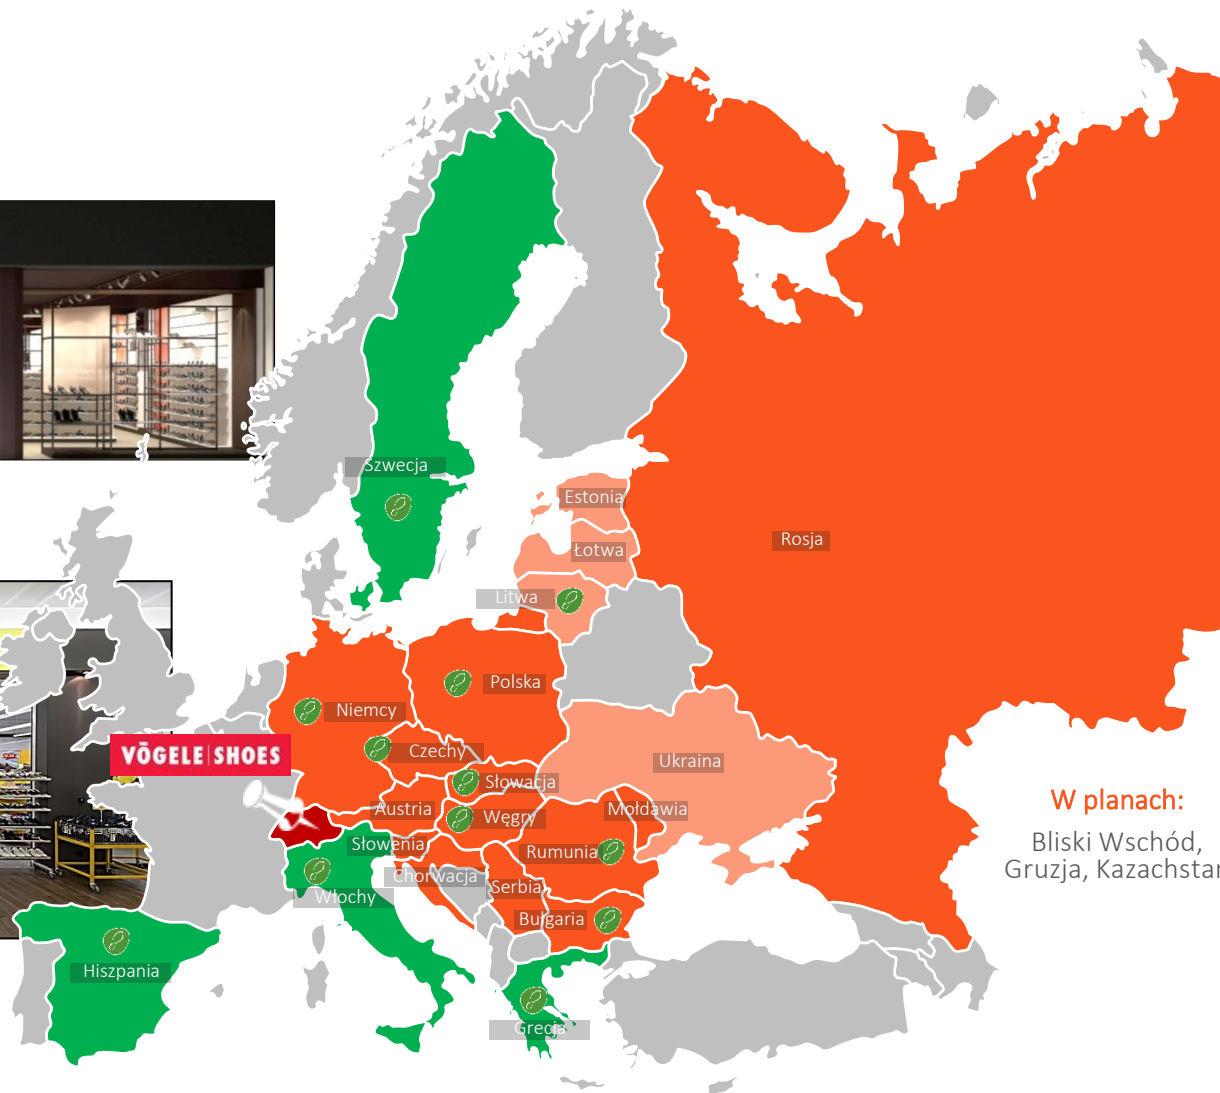 Szwecja
Estonia
Łotwa
Rosja
Litwa
Polska
Niemcy
Czechy
VÖGELE SHOES
Ukraina
Słowacja
Austria
Węgry
Mołdawia
W planach:
Słowenia
Rumunia
Bliski Wschód,
Gruzja, Kazachstan
Chorwacja
Serbia
Włochy
Bułgaria
Hiszpania
Grecja